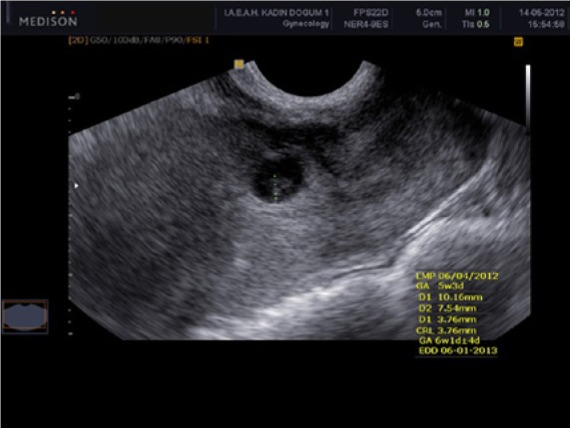 MEDISON
I.A.E.A.H. KADIN DOGUM 1
Gynecology
FPS22D
NER4-9ES
6.0cm
Gen.
MI 1.0
TIs 0.5
14-05-2012
15:54:50
[2D] G50/100dB/FA8/P90/FSI 1
0
LMP 06/04/2012
GA 5w3d
D1 10.16mm
D2 7.54mm
D1 3.76mm
CRL 3.76mm
GA 6w1d±4d
EDD 06-01-2013